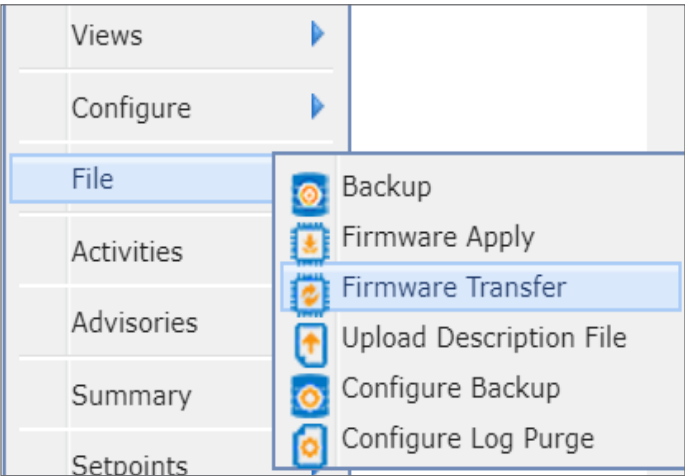 Views
Configure
File
Backup
Firmware Apply
Firmware Transfer
Upload Description File
Configure Backup
Configure Log Purge
Activities
Advisories
Summary
Setpoints